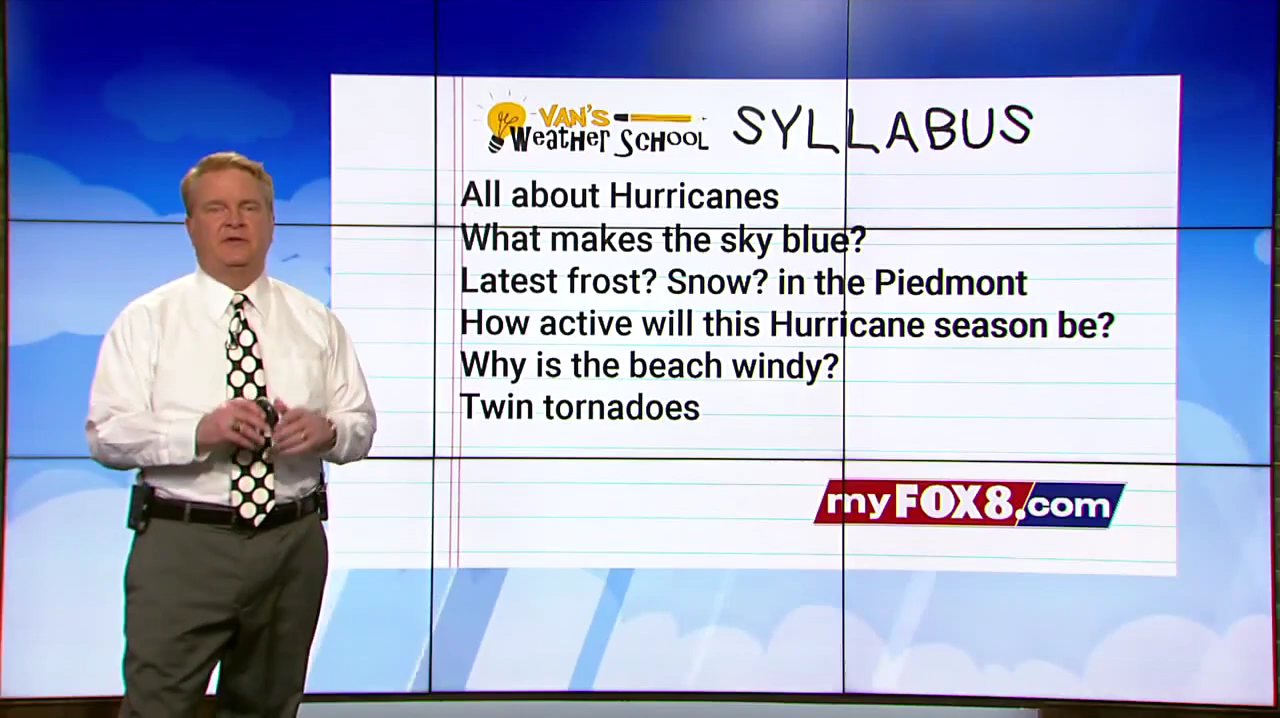 VAN'S
Weather School SYLLABUS
All about Hurricanes
What makes the sky blue?
Latest frost? Snow? in the Piedmont
How active will this Hurricane season be?
Why is the beach windy?
Twin tornadoes
myFOX8.com